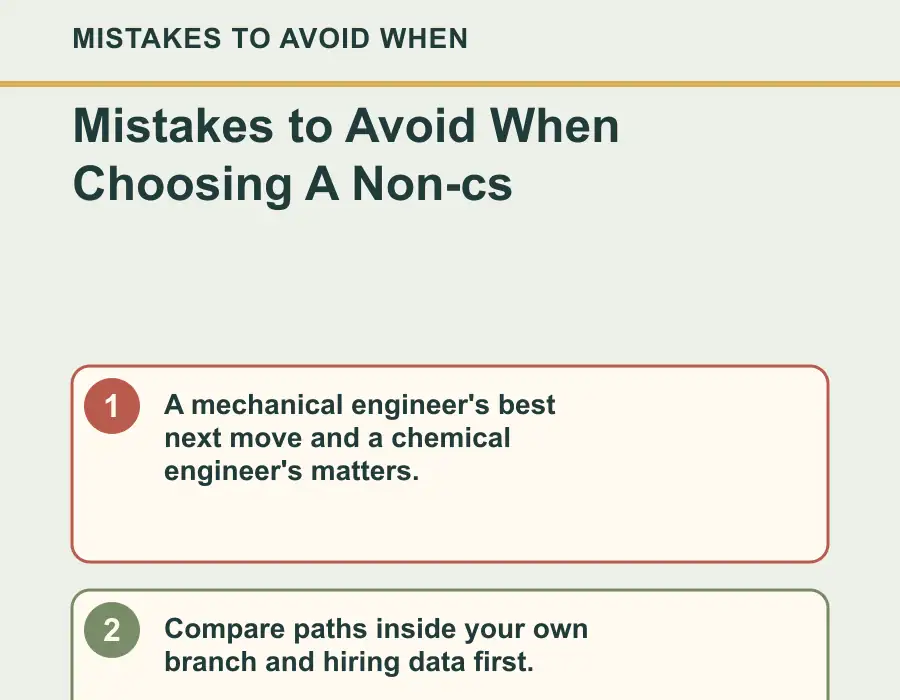 MISTAKES TO AVOID WHEN
Mistakes to Avoid When
Choosing A Non-cs
1
A mechanical engineer's best
next move and a chemical
engineer's matters.
2
Compare paths inside your own
branch and hiring data first.